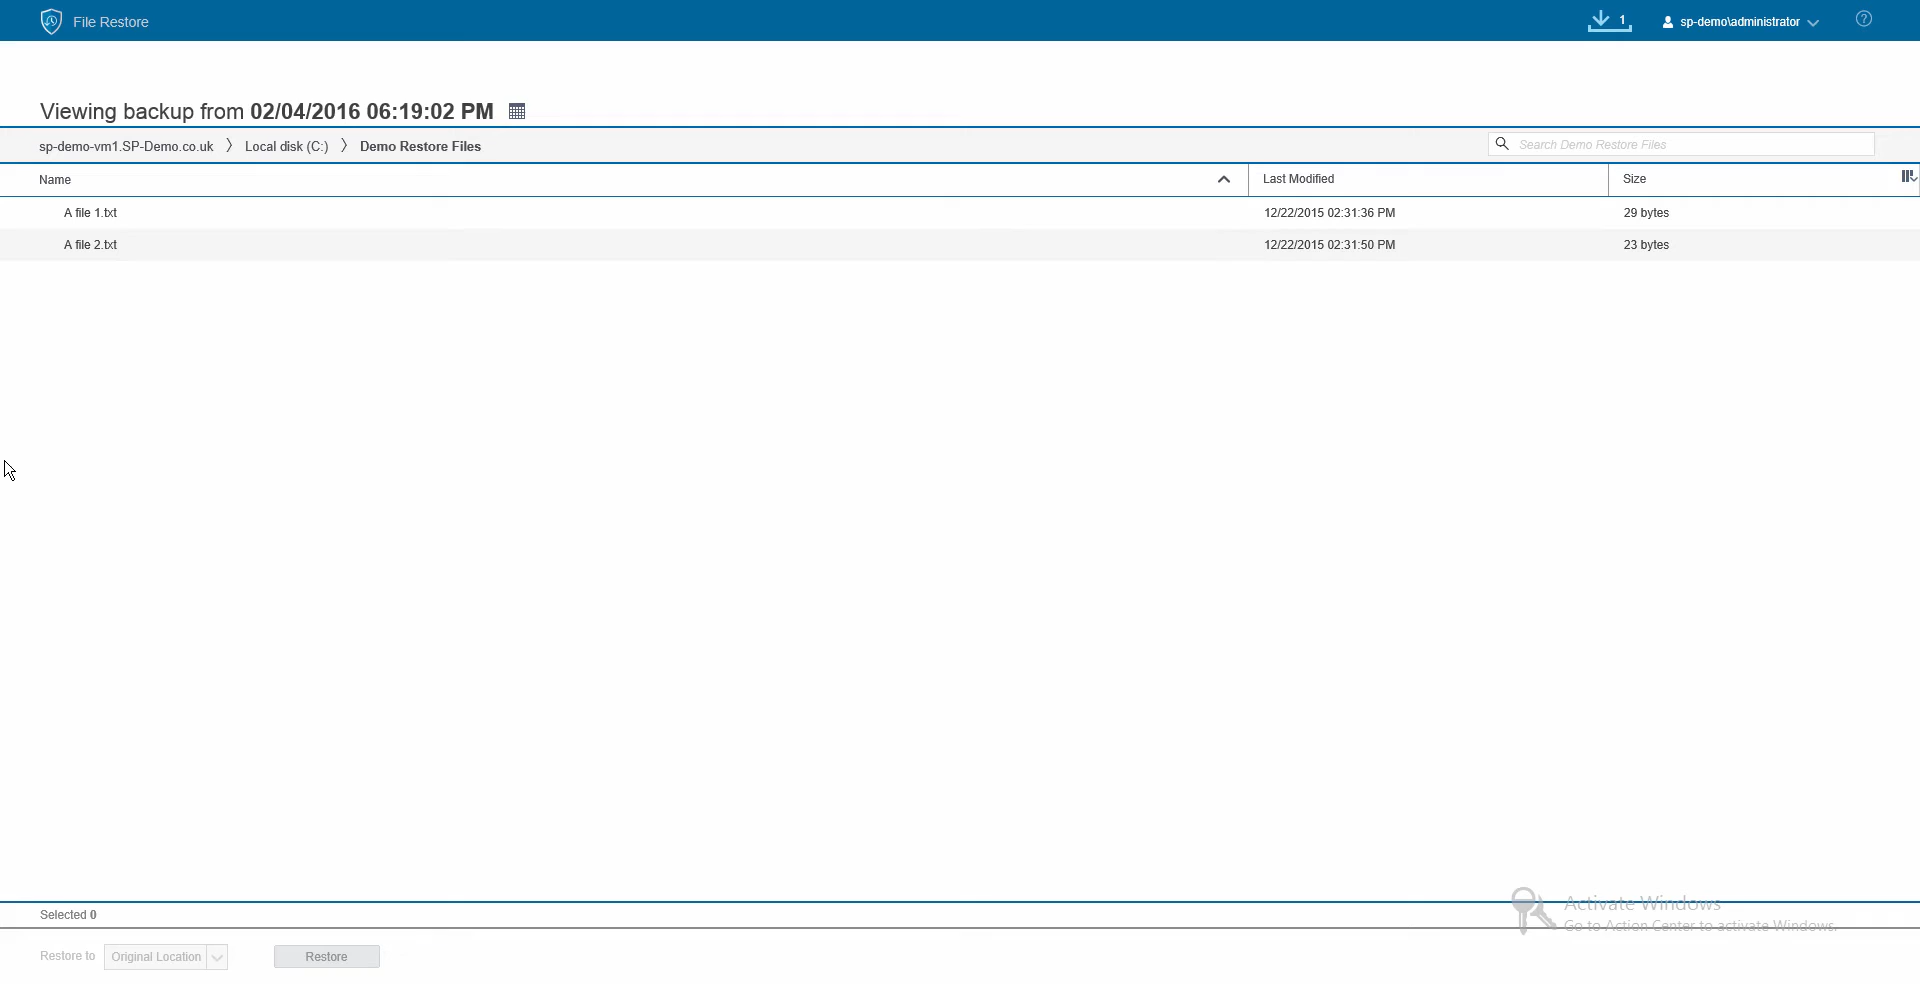 File Restore
1
sp-demo\administrator
?
Viewing backup from 02/04/2016 06:19:02 PM
sp-demo-vm1.SP-Demo.co.uk Local disk (C:) Demo Restore Files
Search Demo Restore Files
Name Last Modified Size
A file 1.txt 12/22/2015 02:31:36 PM 29 bytes
A file 2.txt 12/22/2015 02:31:50 PM 23 bytes
Activate Windows
Selected 0
Go to Action Center to activate Windows.
Restore to Original Location Restore